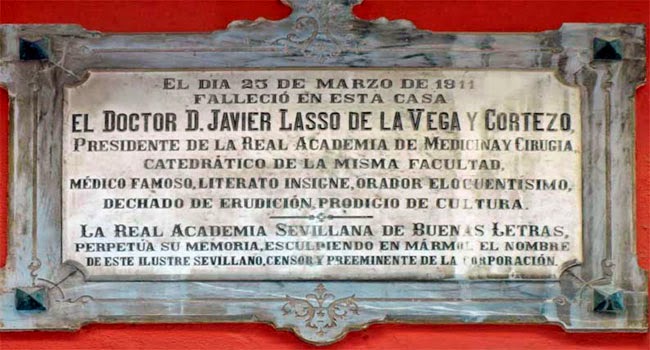 EL DIA 25 DE MARZO DE 1911
FALLECIÓ EN ESTA CASA
EL DOCTOR D. JAVIER LASSO DE LA VEGA Y CORTEZO,
PRESIDENTE DE LA REAL ACADEMIA DE MEDICINA Y CIRUGIA
CATEDRÁTICO DE LA MISMA FACULTAD.
MÉDICO FAMOSO, LITERATO INSIGNE, ORADOR ELOCUENTISIMO,
DECHADO DE ERUDICIÓN, PRODIGIO DE CULTURA.
LA REAL ACADEMIA SEVILLANA DE BUENAS LETRAS,
PERPETÚA SU MEMORIA, ESCULPIENDO EN MÁRMOL EL NOMBRE
DE ESTE ILUSTRE SEVILLANO, CENSOR Y PREEMINENTE DE LA CORPORACIÓN.